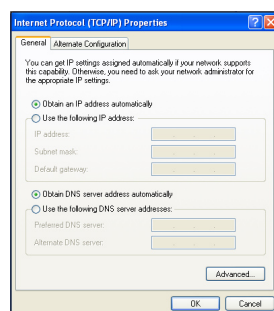 Internet Protocol (TCP/IP) Properties
General
Alternate Configuration
You can get IP settings assigned automatically if your network supports
this capability. Otherwise, you need to ask your network administrator for
the appropriate IP settings.
Obtain an IP address automatically
Use the following IP address:
IP address:
Subnet mask:
Default gateway:
Obtain DNS server address automatically
Use the following DNS server addresses:
Preferred DNS server:
Alternate DNS server:
Advanced...
OK
Cancel